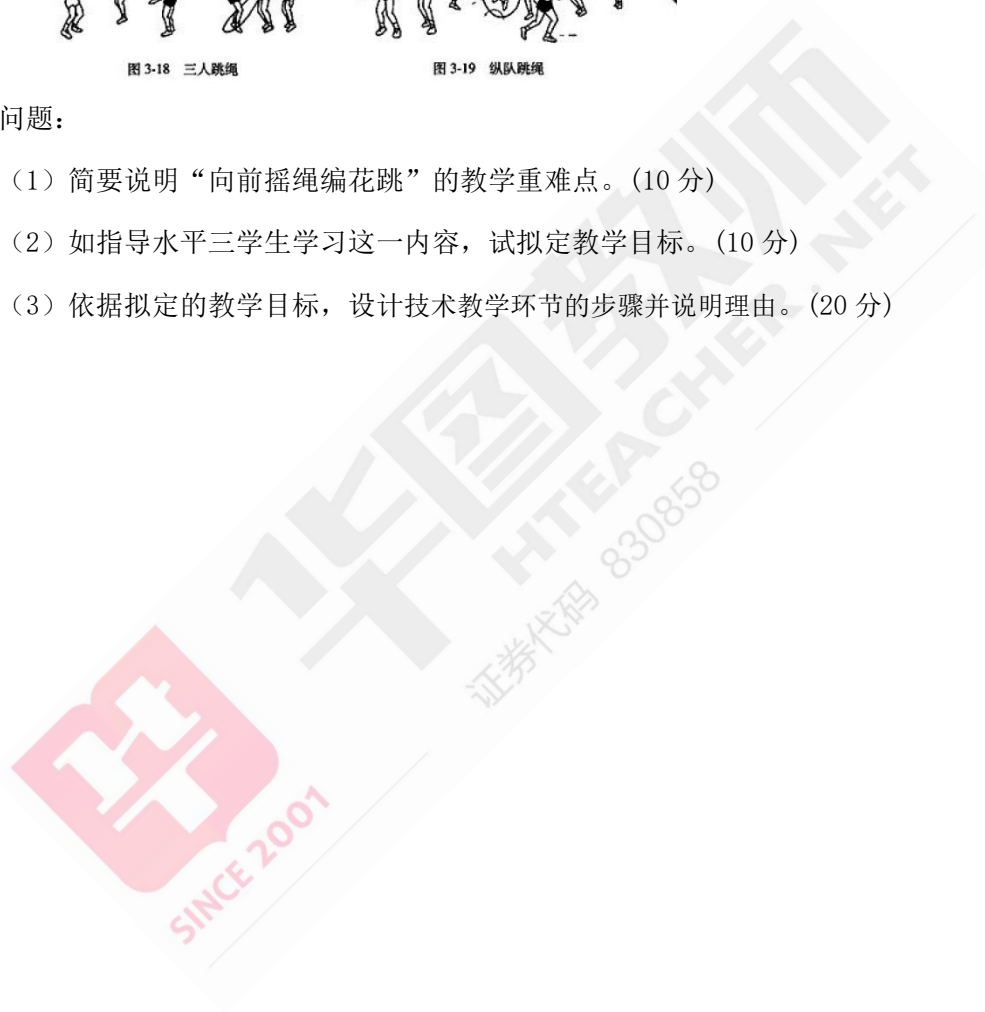 图 3-18 三人跳绳 图 3-19 纵队跳绳
问题：
（1）简要说明“向前摇绳编花跳”的教学重难点。(10 分)
（2）如指导水平三学生学习这一内容，试拟定教学目标。(10 分)
（3）依据拟定的教学目标，设计技术教学环节的步骤并说明理由。(20 分)
华图教师
HTEACHER.NET
证券代码 830858
SINCE 2001